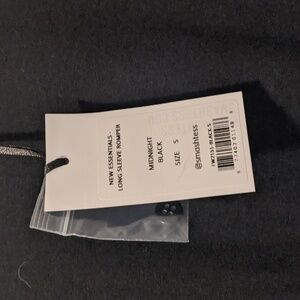 NEW ESSENTIALS -
LONG SLEEVE ROMPER
MIDNIGHT
BLACK
SIZE S
@smashtess